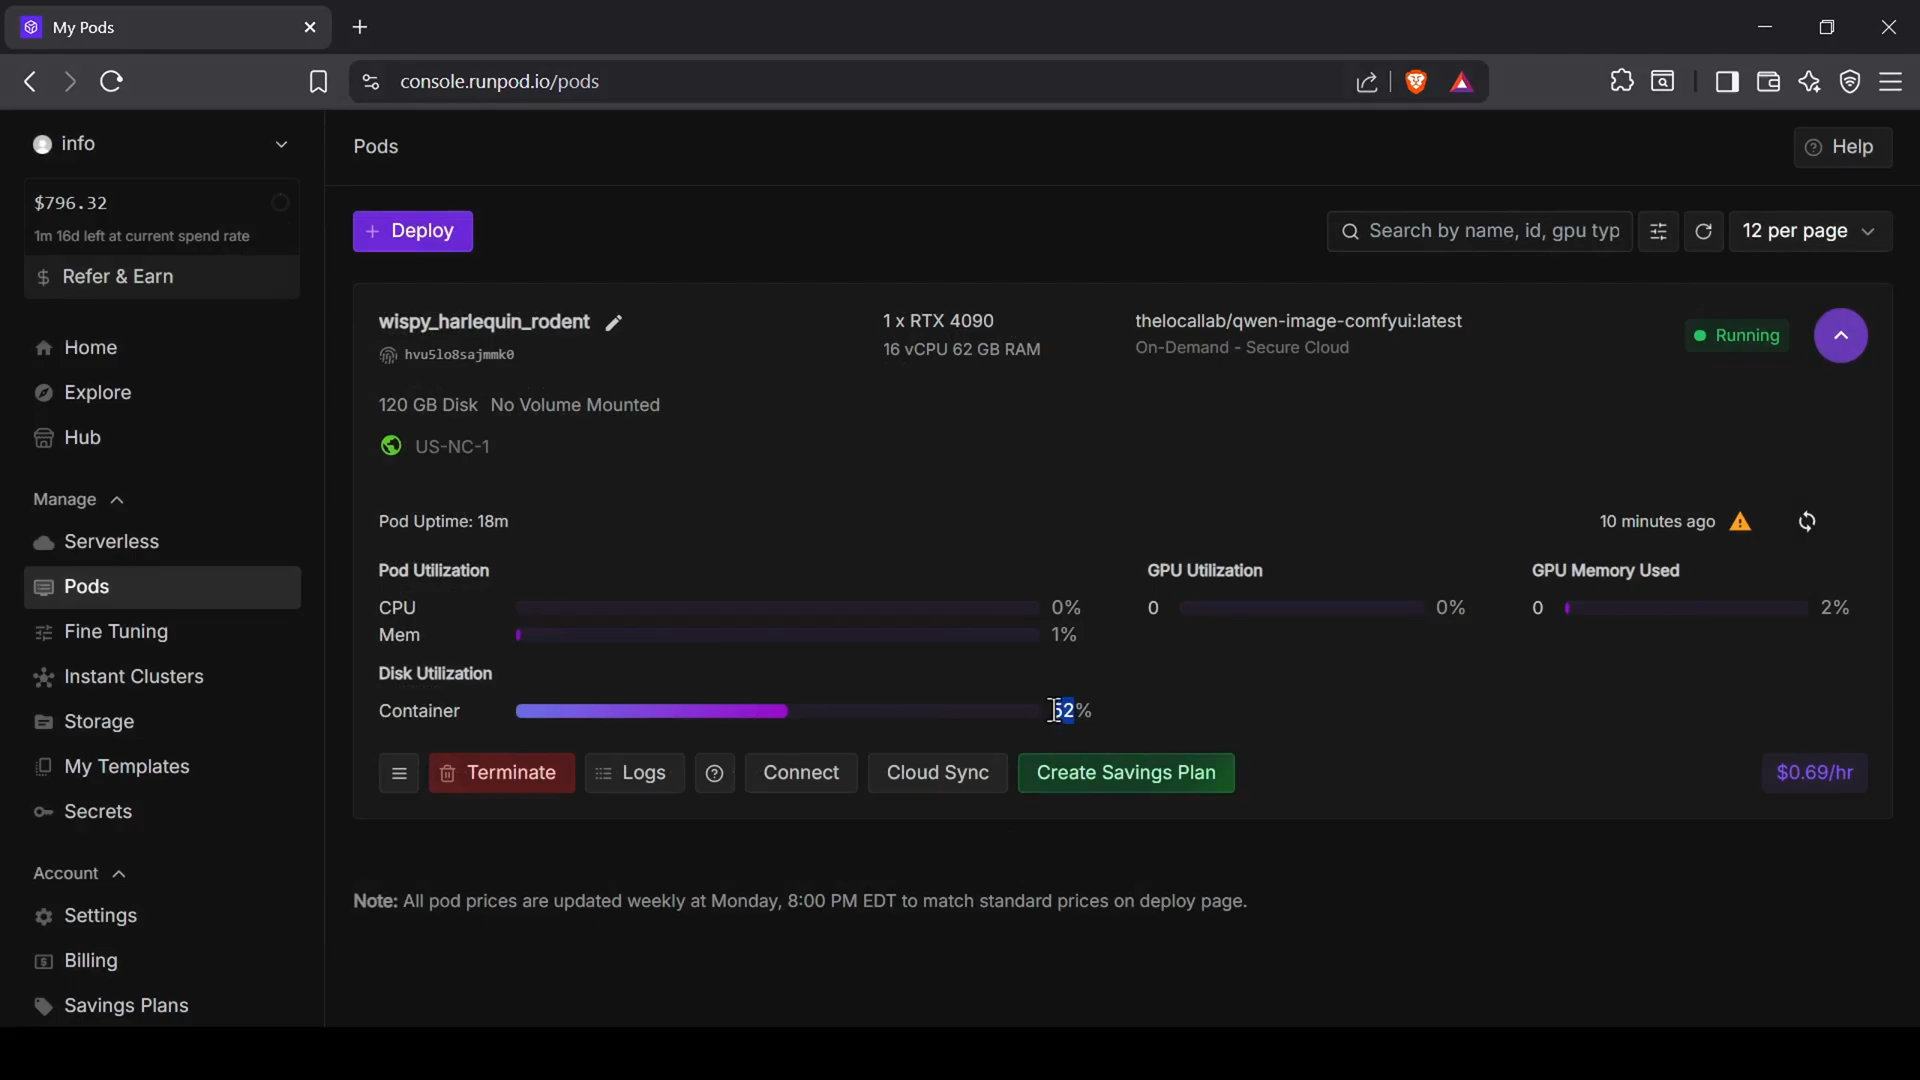 My Pods
console.runpod.io/pods
info
$796.32
1m 16d left at current spend rate
$ Refer & Earn
Home
Explore
Hub
Manage
Serverless
Pods
Fine Tuning
Instant Clusters
Storage
My Templates
Secrets
Account
Settings
Billing
Savings Plans
Pods
Help
+ Deploy
Search by name, id, gpu typ
12 per page
wispy_harlequin_rodent
hvu5lo8sajmmk0
1 x RTX 4090
16 vCPU 62 GB RAM
thelocallab/qwen-image-comfyui:latest
On-Demand - Secure Cloud
Running
120 GB Disk No Volume Mounted
US-NC-1
Pod Uptime: 18m
10 minutes ago
Pod Utilization
CPU 0%
Mem 1%
GPU Utilization
0 0%
GPU Memory Used
0 2%
Disk Utilization
Container 52%
Terminate
Logs
Connect
Cloud Sync
Create Savings Plan
$0.69/hr
Note: All pod prices are updated weekly at Monday, 8:00 PM EDT to match standard prices on deploy page.